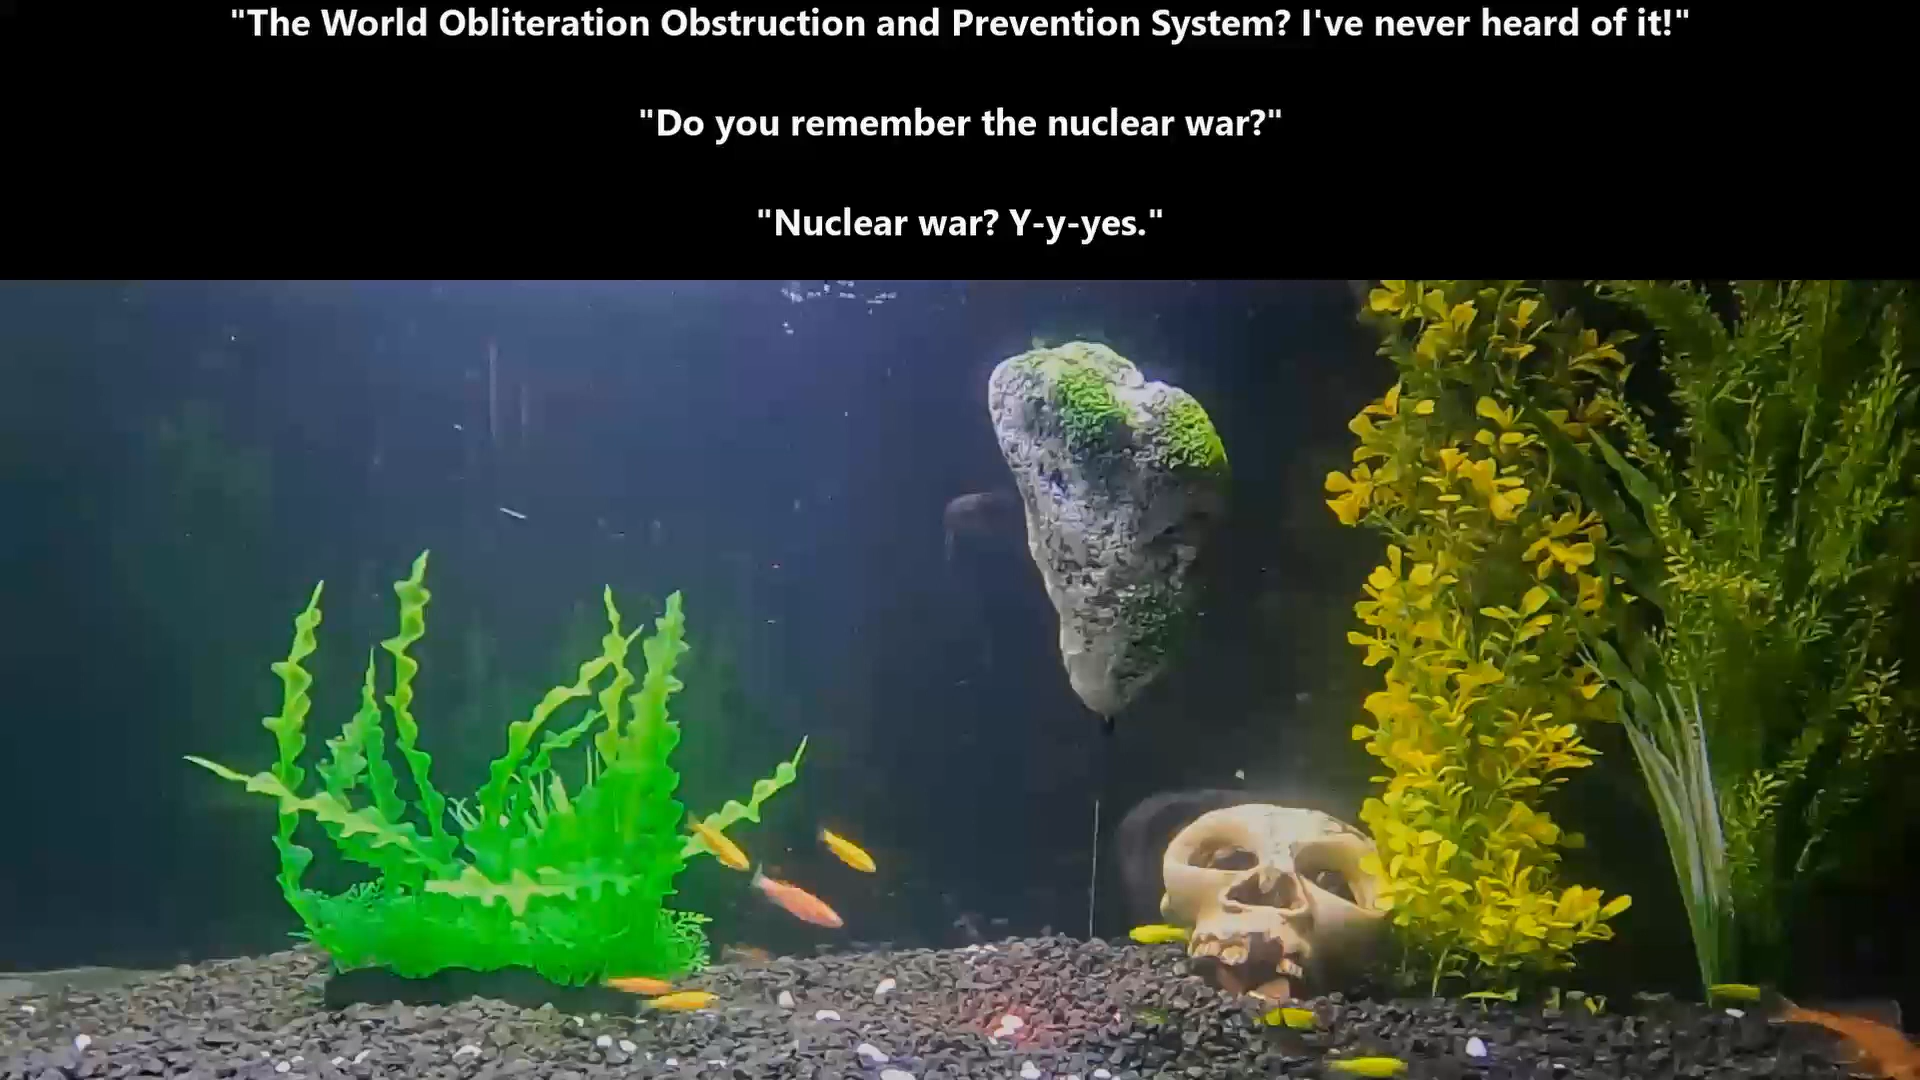 "The World Obliteration Obstruction and Prevention System? I've never heard of it!"
"Do you remember the nuclear war?"
"Nuclear war? Y-y-yes."